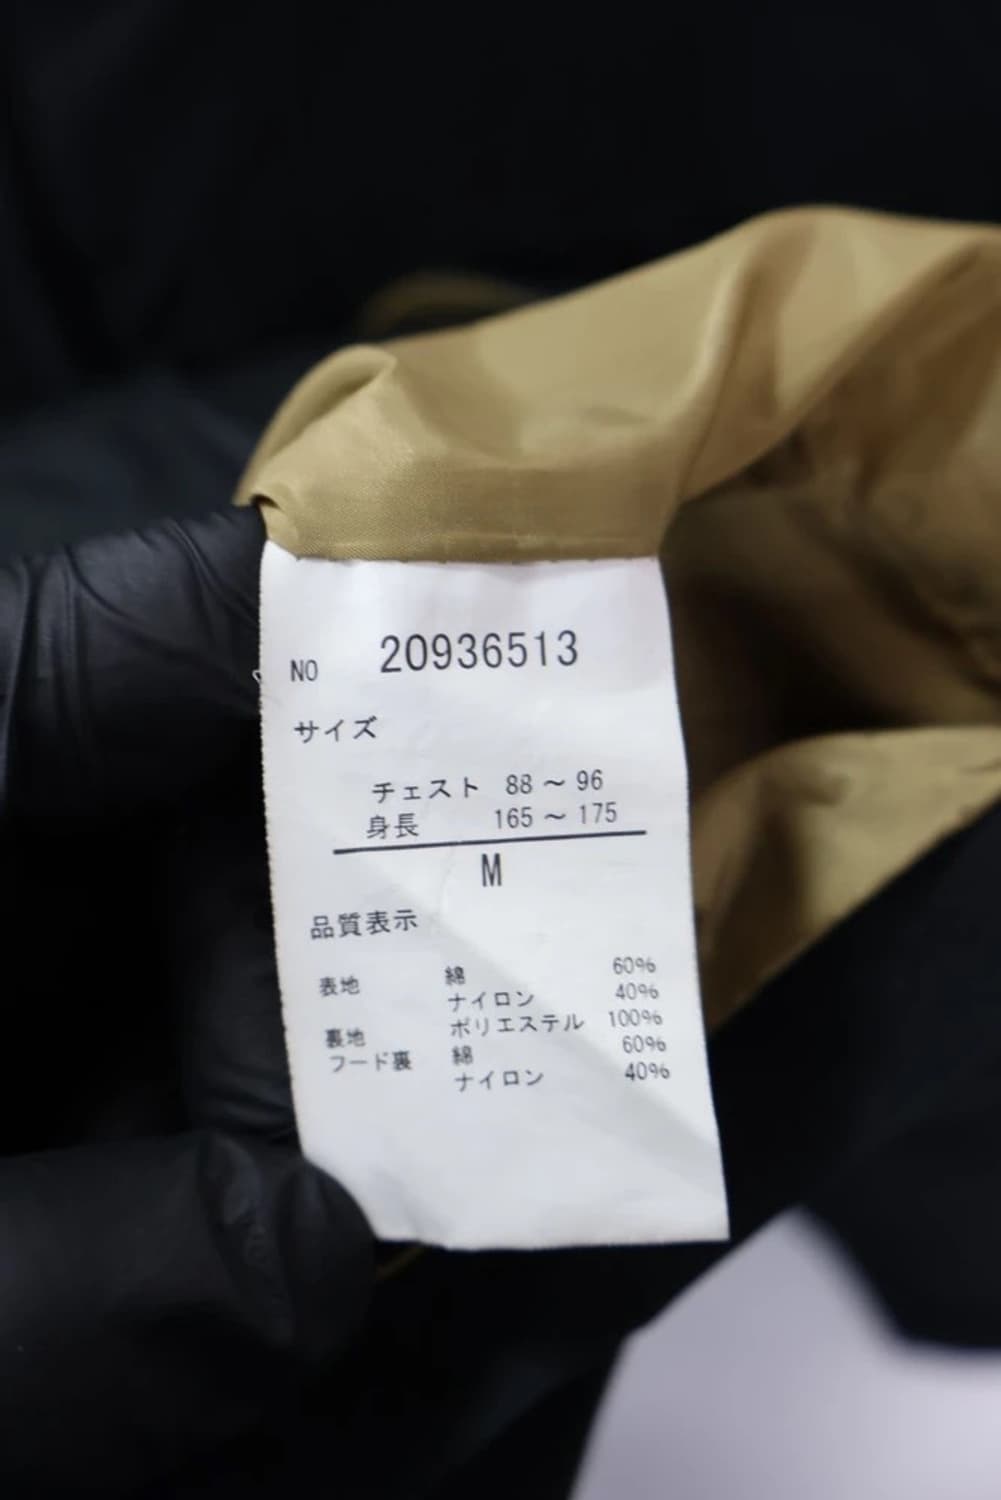 NO 20936513
サイズ
チェスト 88 ～ 96
身長 165 ～ 175
M
品質表示
表地 綿 60%
ナイロン 40%
裏地 ポリエステル 100%
フード裏 綿 60%
ナイロン 40%